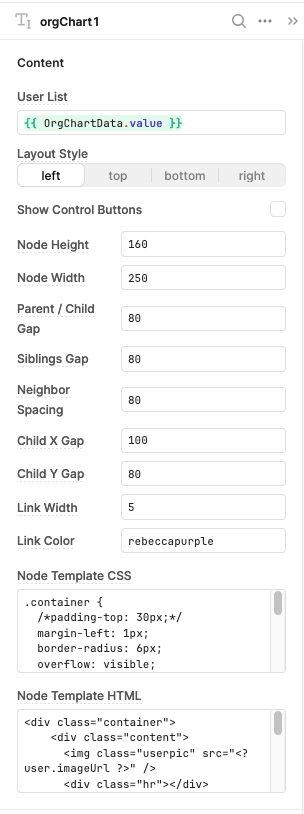 orgChart1
Content
User List
{{ OrgChartData.value }}
Layout Style
left top bottom right
Show Control Buttons
Node Height 160
Node Width 250
Parent / Child
Gap
80
Siblings Gap 80
Neighbor
Spacing
80
Child X Gap 100
Child Y Gap 80
Link Width 5
Link Color rebeccapurple
Node Template CSS
.container {
/*padding-top: 30px;*/
margin-left: 1px;
border-radius: 6px;
overflow: visible;
Node Template HTML
<div class="container">
<div class="content">
<img class="userpic" src="<?
user.imageUrl ?>" />
<div class="hr"></div>